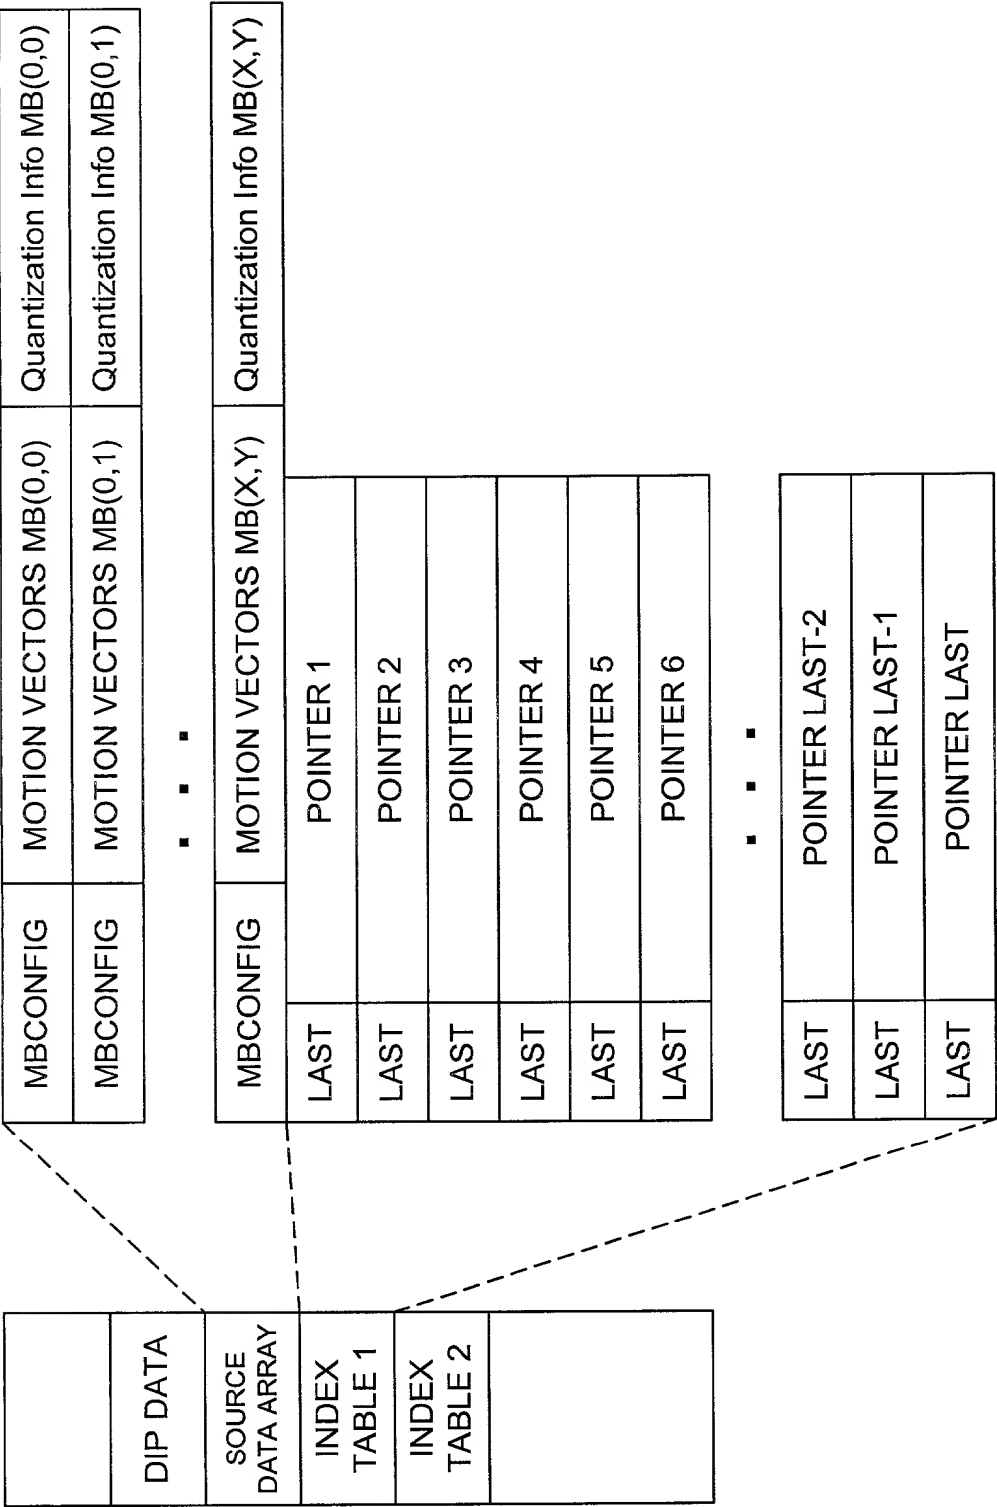 DIP DATA
SOURCE
DATA ARRAY
INDEX
TABLE 1
INDEX
TABLE 2
MBCONFIG MOTION VECTORS MB(0,0) Quantization Info MB(0,0)
MBCONFIG MOTION VECTORS MB(0,1) Quantization Info MB(0,1)
MBCONFIG MOTION VECTORS MB(X,Y) Quantization Info MB(X,Y)
LAST POINTER 1
LAST POINTER 2
LAST POINTER 3
LAST POINTER 4
LAST POINTER 5
LAST POINTER 6
LAST POINTER LAST-2
LAST POINTER LAST-1
LAST POINTER LAST